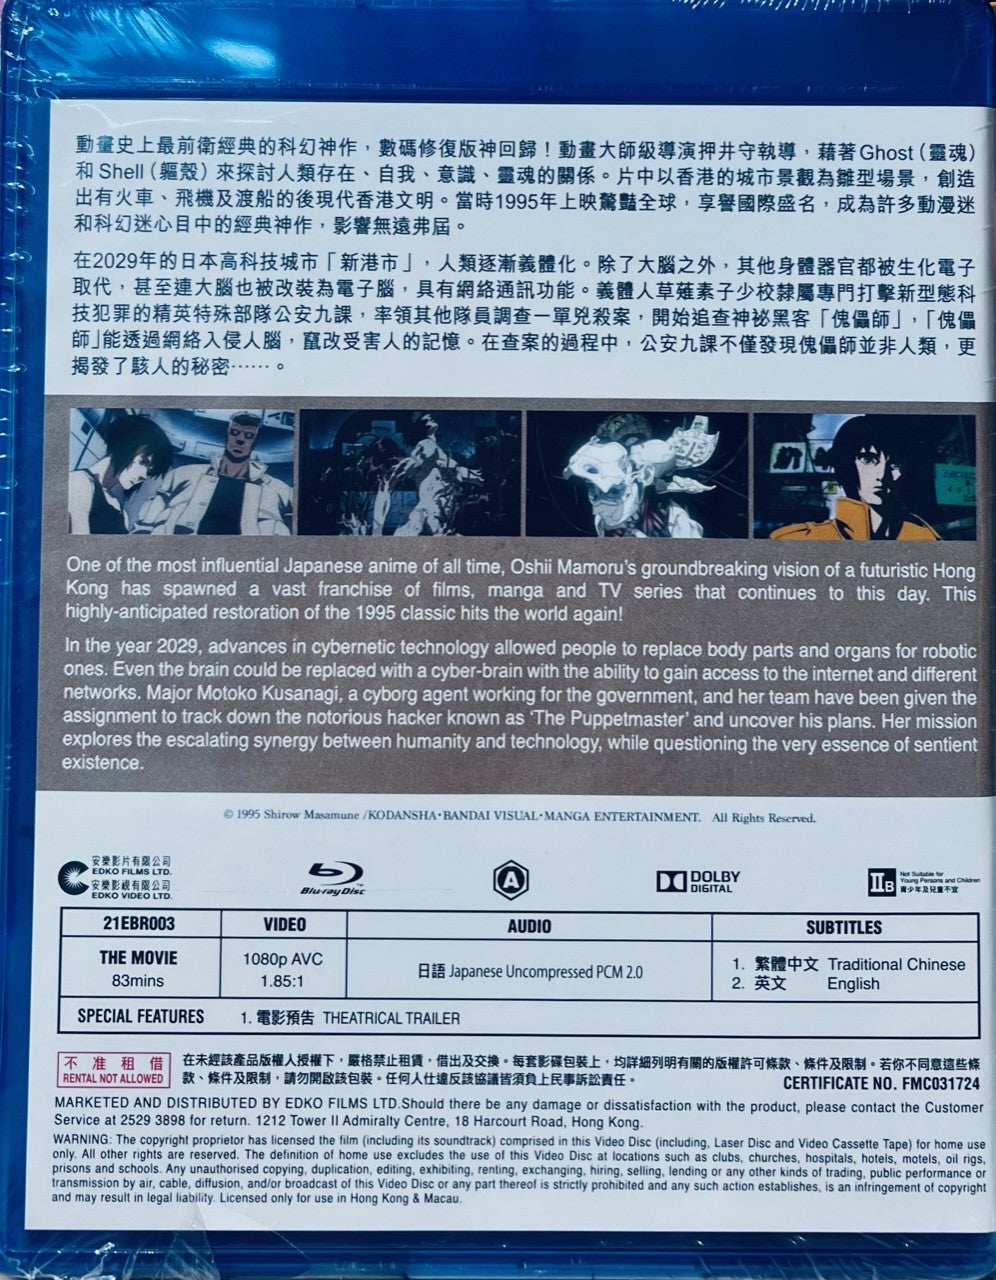 動畫史上最前衛經典的科幻神作，數碼修復版神回歸！動畫大師級導演押井守執導，藉著Ghost（靈魂）
和Shell（軀殼）來探討人類存在、自我、意識、靈魂的關係。片中以香港的城市景觀為雛型場景，創造
出有火車、飛機及渡船的後現代香港文明。當時1995年上映驚豔全球，享譽國際盛名，成為許多動漫迷
和科幻迷心目中的經典神作，影響無遠弗屆。
在2029年的日本高科技城市「新港市」，人類逐漸義體化。除了大腦之外，其他身體器官都被生化電子
取代，甚至連大腦也被改裝為電子腦，具有網絡通訊功能。義體人草薙素子少校隸屬專門打擊新型態科
技犯罪的精英特殊部隊公安九課，率領其他隊員調查一單兇殺案，開始追查神祕黑客「傀儡師」，「傀儡
師」能透過網絡入侵人腦，竄改受害人的記憶。在查案的過程中，公安九課不僅發現傀儡師並非人類，更
揭發了駭人的秘密……。
One of the most influential Japanese anime of all time, Oshii Mamoru's groundbreaking vision of a futuristic Hong
Kong has spawned a vast franchise of films, manga and TV series that continues to this day. This
highly-anticipated restoration of the 1995 classic hits the world again!
In the year 2029, advances in cybernetic technology allowed people to replace body parts and organs for robotic
ones. Even the brain could be replaced with a cyber-brain with the ability to gain access to the internet and different
networks. Major Motoko Kusanagi, a cyborg agent working for the government, and her team have been given the
assignment to track down the notorious hacker known as 'The Puppetmaster' and uncover his plans. Her mission
explores the escalating synergy between humanity and technology, while questioning the very essence of sentient
existence.
© 1995 Shirow Masamune /KODANSHA・BANDAI VISUAL・MANGA ENTERTAINMENT. All Rights Reserved.
安樂影片有限公司
EDKO FILMS LTD.
安樂影視有限公司
EDKO VIDEO LTD.
Blu-ray Disc
A
DOLBY
DIGITAL
IIB
Not Suitable for
Young Persons and Children
青少年及兒童不宜
21EBR003 VIDEO AUDIO SUBTITLES
THE MOVIE
83mins
1080p AVC
1.85:1
日語 Japanese Uncompressed PCM 2.0
1. 繁體中文 Traditional Chinese
2. 英文 English
SPECIAL FEATURES 1. 電影預告 THEATRICAL TRAILER
不准租借
RENTAL NOT ALLOWED
在未經該產品版權人授權下，嚴格禁止租賃，借出及交換。每套影碟包裝上，均詳細列明有關的版權許可條款、條件及限制。若你不同意這些條
款、條件及限制，請勿開啟該包裝。任何人仕違反該協議皆須負上民事訴訟責任。
CERTIFICATE NO. FMC031724
MARKETED AND DISTRIBUTED BY EDKO FILMS LTD.Should there be any damage or dissatisfaction with the product, please contact the Customer
Service at 2529 3898 for return. 1212 Tower II Admiralty Centre, 18 Harcourt Road, Hong Kong.
WARNING: The copyright proprietor has licensed the film (including its soundtrack) comprised in this Video Disc (including, Laser Disc and Video Cassette Tape) for home use
only. All other rights are reserved. The definition of home use excludes the use of this Video Disc at locations such as clubs, churches, hospitals, hotels, motels, oil rigs,
prisons and schools. Any unauthorised copying, duplication, editing, exhibiting, renting, exchanging, hiring, selling, lending or any other kinds of trading, public performance or
transmission by air, cable, diffusion, and/or broadcast of this Video Disc or any part thereof is strictly prohibited and any such action establishes, is an infringement of copyright
and may result in legal liability. Licensed only for use in Hong Kong & Macau.